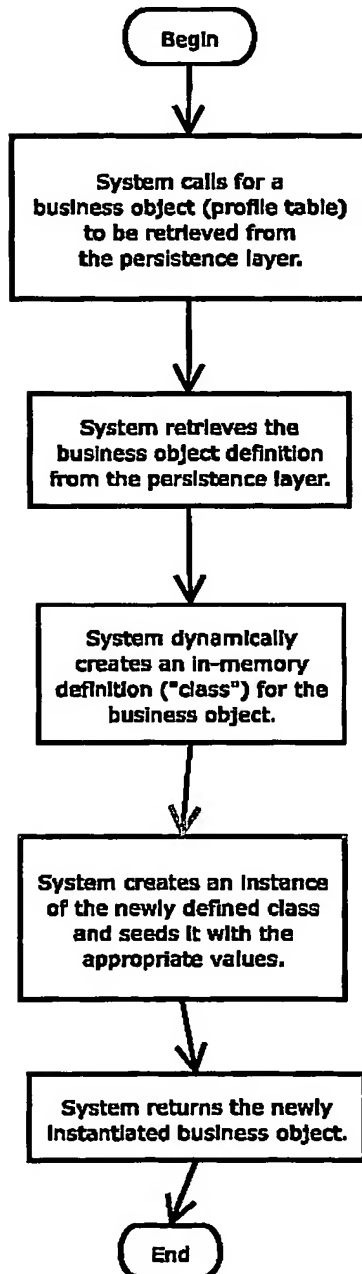 Begin
System calls for a
business object (profile table)
to be retrieved from
the persistence layer.
System retrieves the
business object definition
from the persistence layer.
System dynamically
creates an in-memory
definition ("class") for the
business object.
System creates an instance
of the newly defined class
and seeds it with the
appropriate values.
System returns the newly
instantiated business object.
End